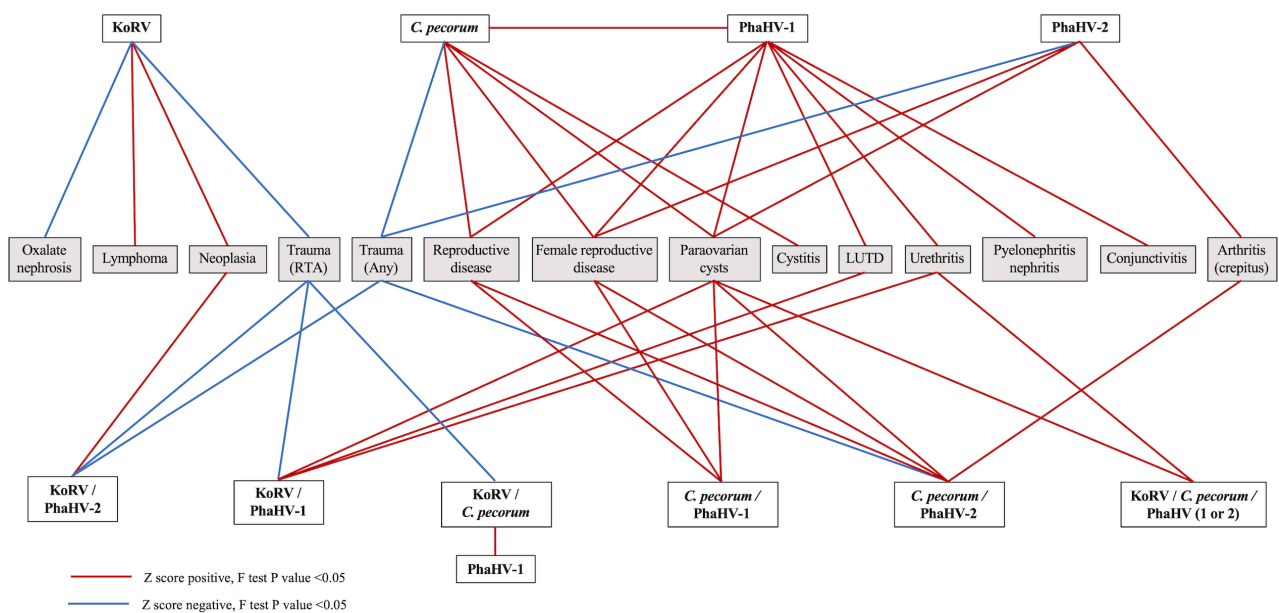 KoRV
C. pecorum
PhaHV-1
PhaHV-2
Oxalate
nephrosis
Lymphoma
Neoplasia
Trauma
(RTA)
Trauma
(Any)
Reproductive
disease
Female reproductive
disease
Paraovarian
cysts
Cystitis
LUTD
Urethritis
Pyelonephritis
nephritis
Conjunctivitis
Arthritis
(crepitus)
KoRV /
PhaHV-2
KoRV /
PhaHV-1
KoRV /
C. pecorum
C. pecorum /
PhaHV-1
C. pecorum /
PhaHV-2
KoRV / C. pecorum /
PhaHV (1 or 2)
PhaHV-1
Z score positive, F test P value <0.05
Z score negative, F test P value <0.05